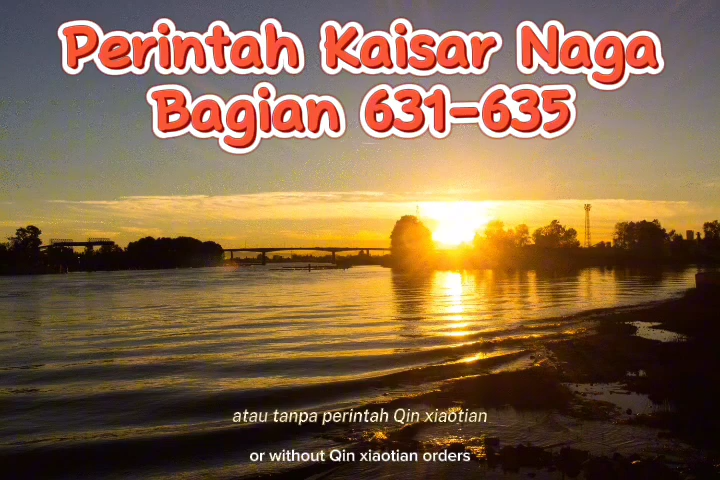 Perintah Kaisar Naga
Bagian 631-635
atau tanpa perintah Qin xiaotian
or without Qin xiaotian orders